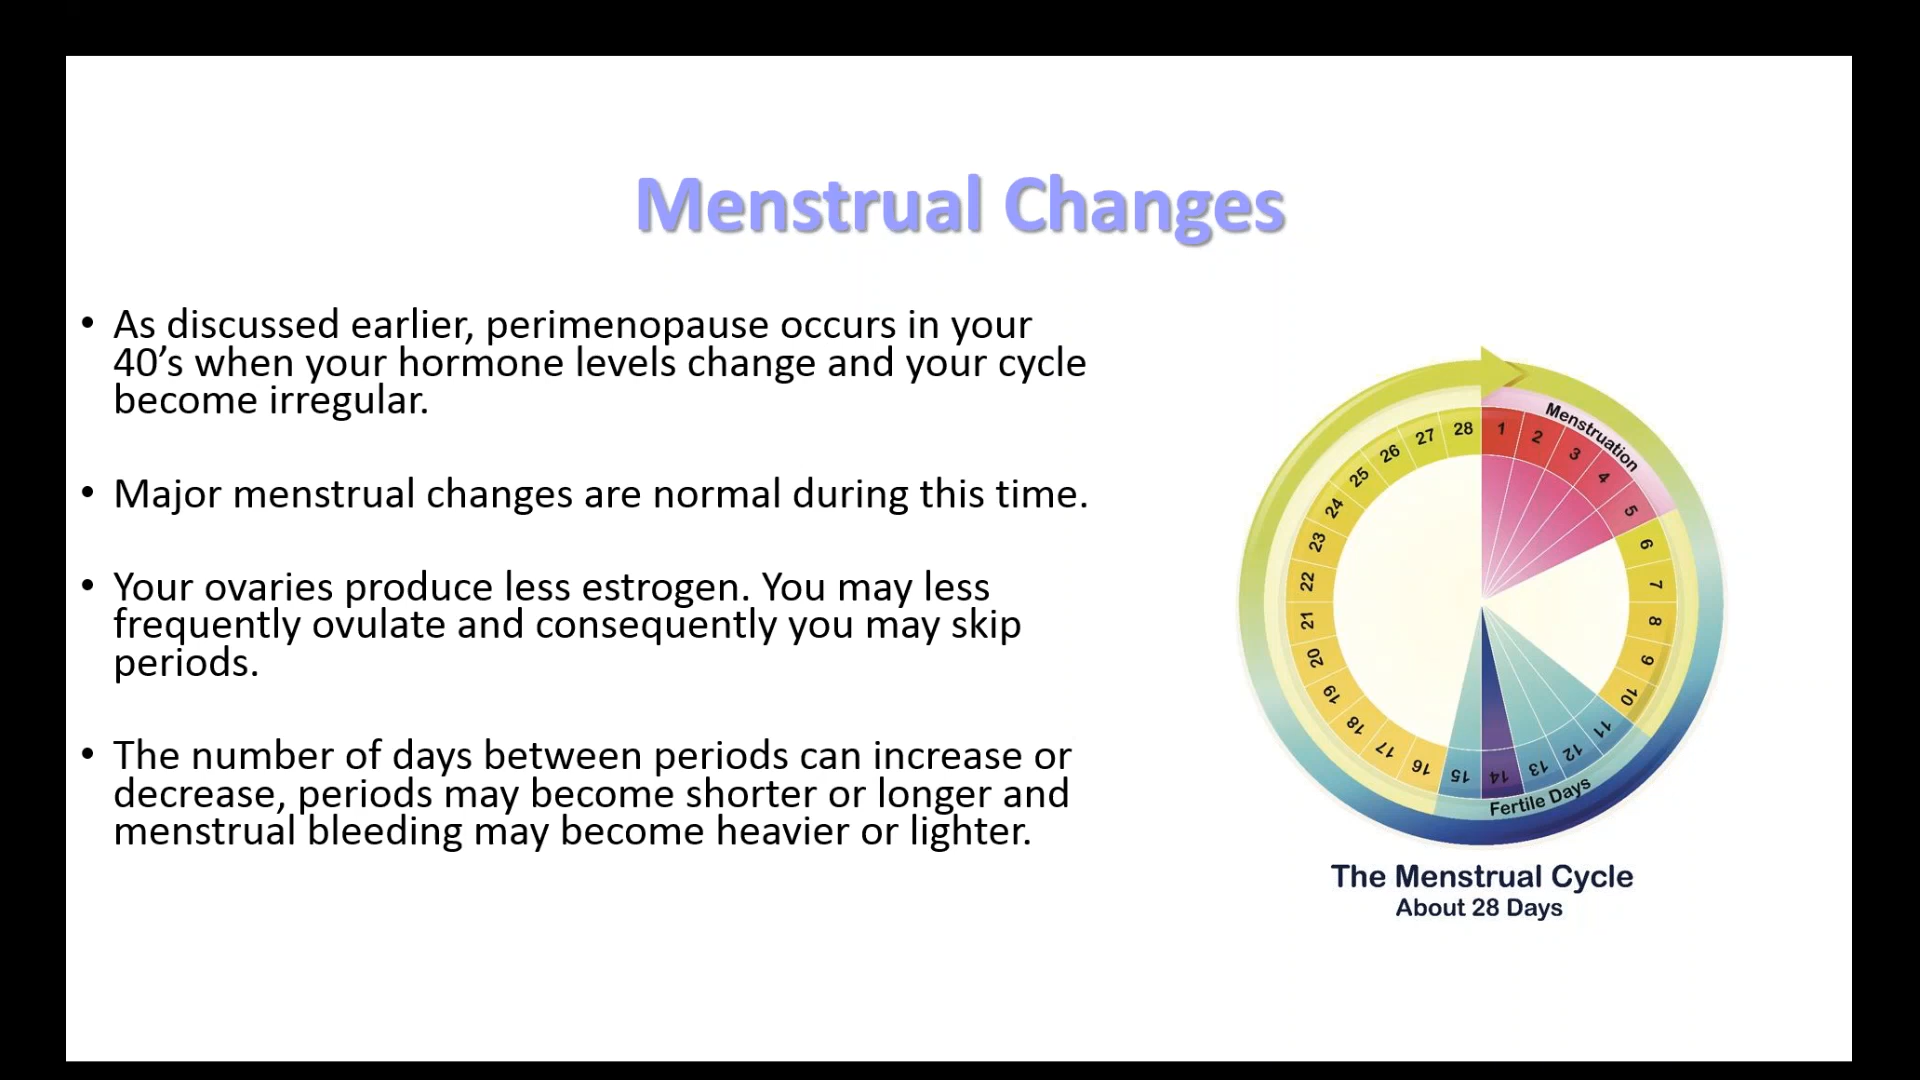 Menstrual Changes
• As discussed earlier, perimenopause occurs in your
40’s when your hormone levels change and your cycle
become irregular.
• Major menstrual changes are normal during this time.
• Your ovaries produce less estrogen. You may less
frequently ovulate and consequently you may skip
periods.
• The number of days between periods can increase or
decrease, periods may become shorter or longer and
menstrual bleeding may become heavier or lighter.
Menstruation
1 2 3 4 5 6 7 8 9 10 11 12 13 14 15 16 17 18 19 20 21 22 23 24 25 26 27 28
Fertile Days
The Menstrual Cycle
About 28 Days